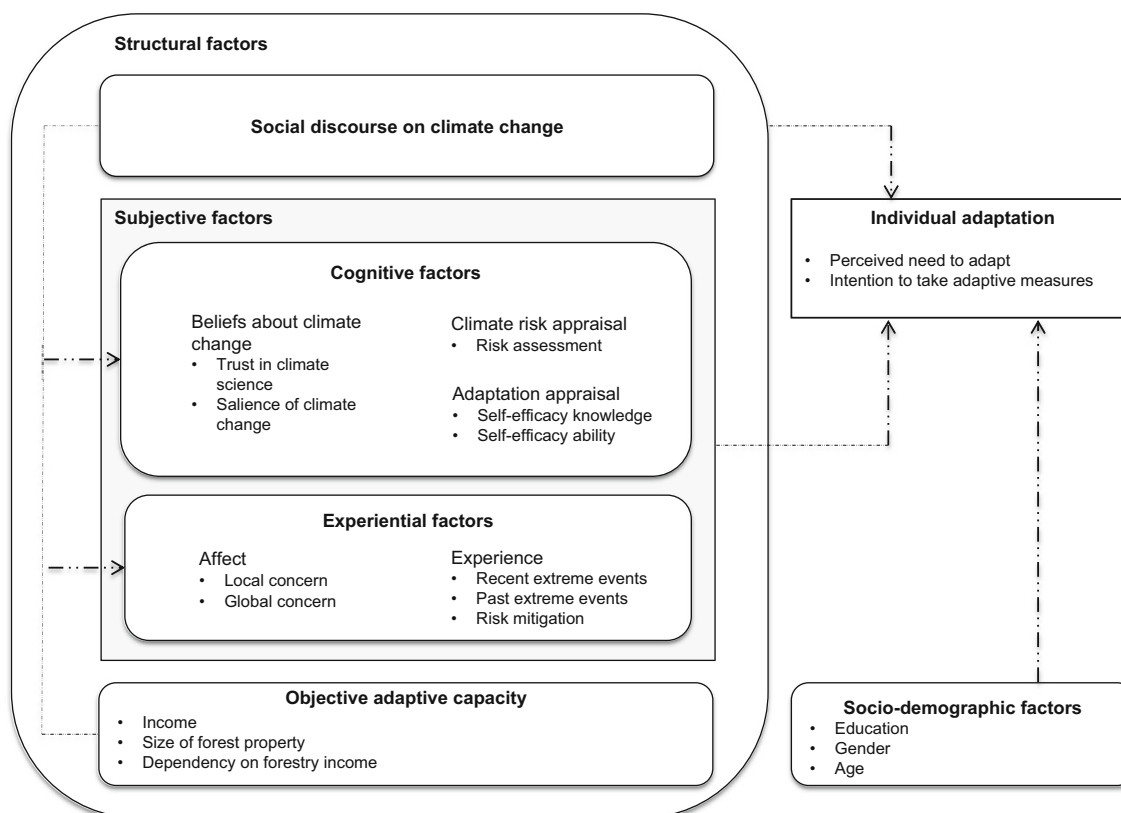 Structural factors
Social discourse on climate change
Subjective factors
Cognitive factors
Beliefs about climate
change
• Trust in climate
science
• Salience of climate
change
Climate risk appraisal
• Risk assessment
Adaptation appraisal
• Self-efficacy knowledge
• Self-efficacy ability
Experiential factors
Affect
• Local concern
• Global concern
Experience
• Recent extreme events
• Past extreme events
• Risk mitigation
Objective adaptive capacity
• Income
• Size of forest property
• Dependency on forestry income
Individual adaptation
• Perceived need to adapt
• Intention to take adaptive measures
Socio-demographic factors
• Education
• Gender
• Age